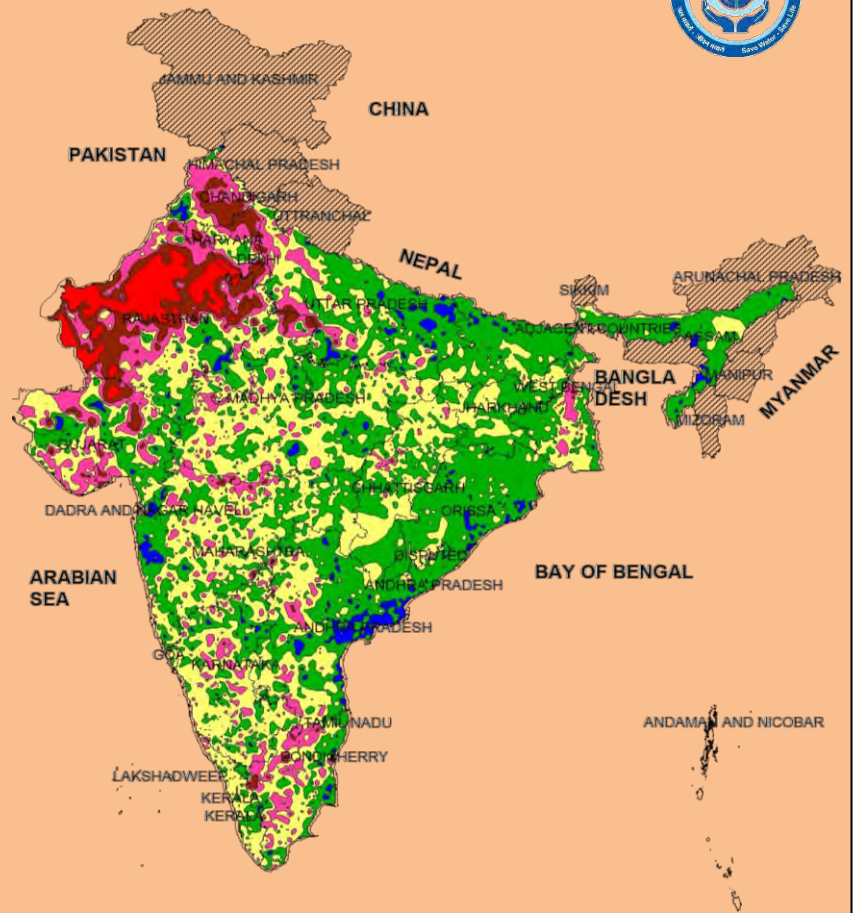 Save Water - Save Life
JAMMU AND KASHMIR
CHINA
PAKISTAN
HIMACHAL PRADESH
CHANDIGARH
UTTRANCHAL
HARYANA
DELHI
NEPAL
SIKKIM
ARUNACHAL PRADESH
RAJASTHAN
UTTAR PRADESH
ADJACENT COUNTRIES
ASSAM
BANGLA
DESH
WEST BENGAL
MANIPUR
MYANMAR
MADHYA PRADESH
JHARKHAND
MIZORAM
GUJARAT
CHHATTISGARH
DADRA AND NAGAR HAVELI
ORISSA
MAHARASHTRA
DISPUTED
ARABIAN
SEA
BAY OF BENGAL
ANDHRA PRADESH
ANDHRA PRADESH
GOA
KARNATAKA
TAMILNADU
ANDAMAN AND NICOBAR
PONDICHERRY
LAKSHADWEEP
KERALA
KERALA